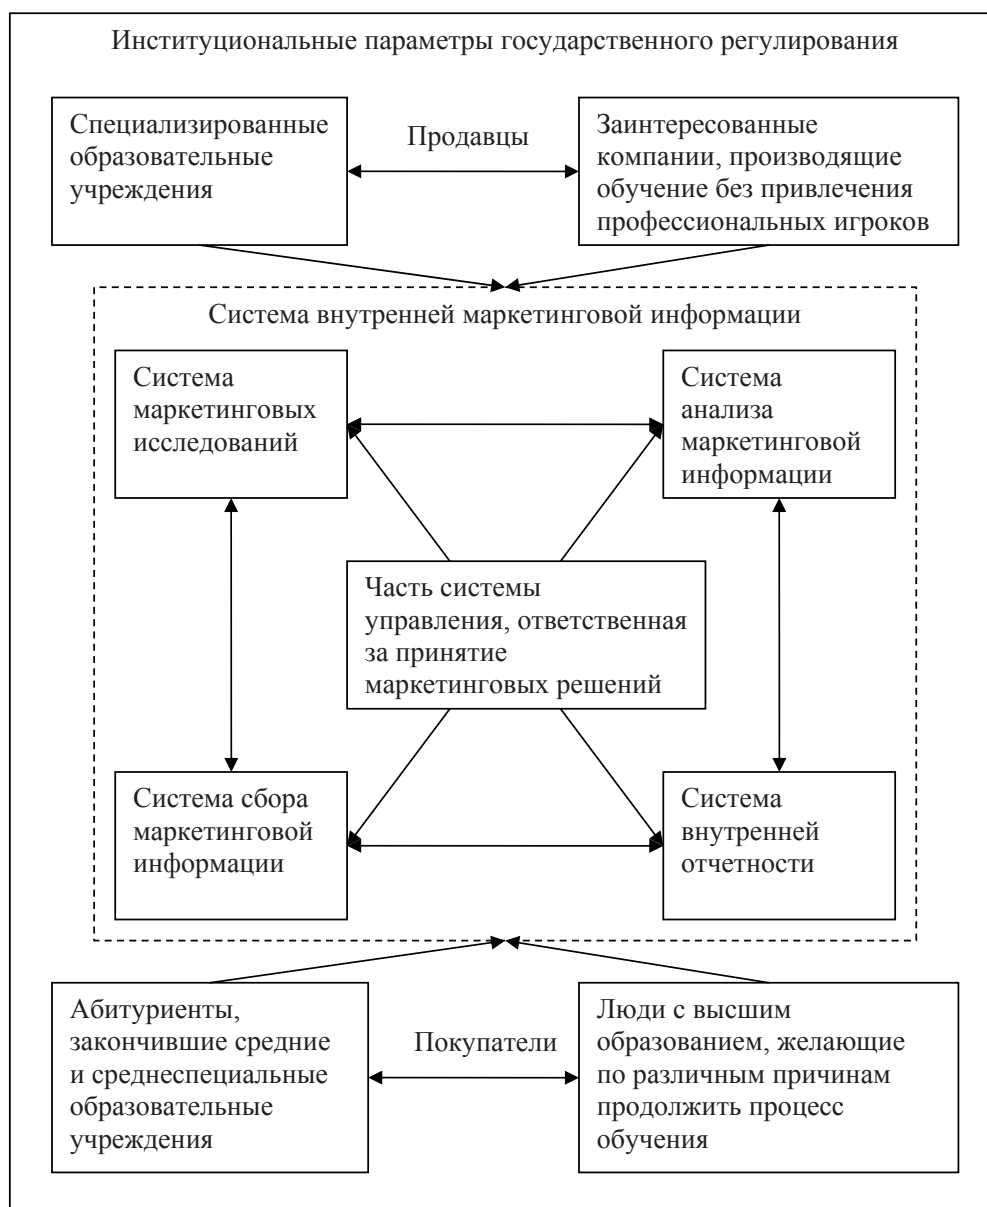 Институциональные параметры государственного регулирования
Специализированные
образовательные
учреждения
Продавцы
Заинтересованные
компании, производящие
обучение без привлечения
профессиональных игроков
Система внутренней маркетинговой информации
Система
маркетинговых
исследований
Система
анализа
маркетинговой
информации
Часть системы
управления, ответственная
за принятие
маркетинговых решений
Система сбора
маркетинговой
информации
Система
внутренней
отчетности
Абитуриенты,
закончившие средние
и среднеспециальные
образовательные
учреждения
Покупатели
Люди с высшим
образованием, желающие
по различным причинам
продолжить процесс
обучения